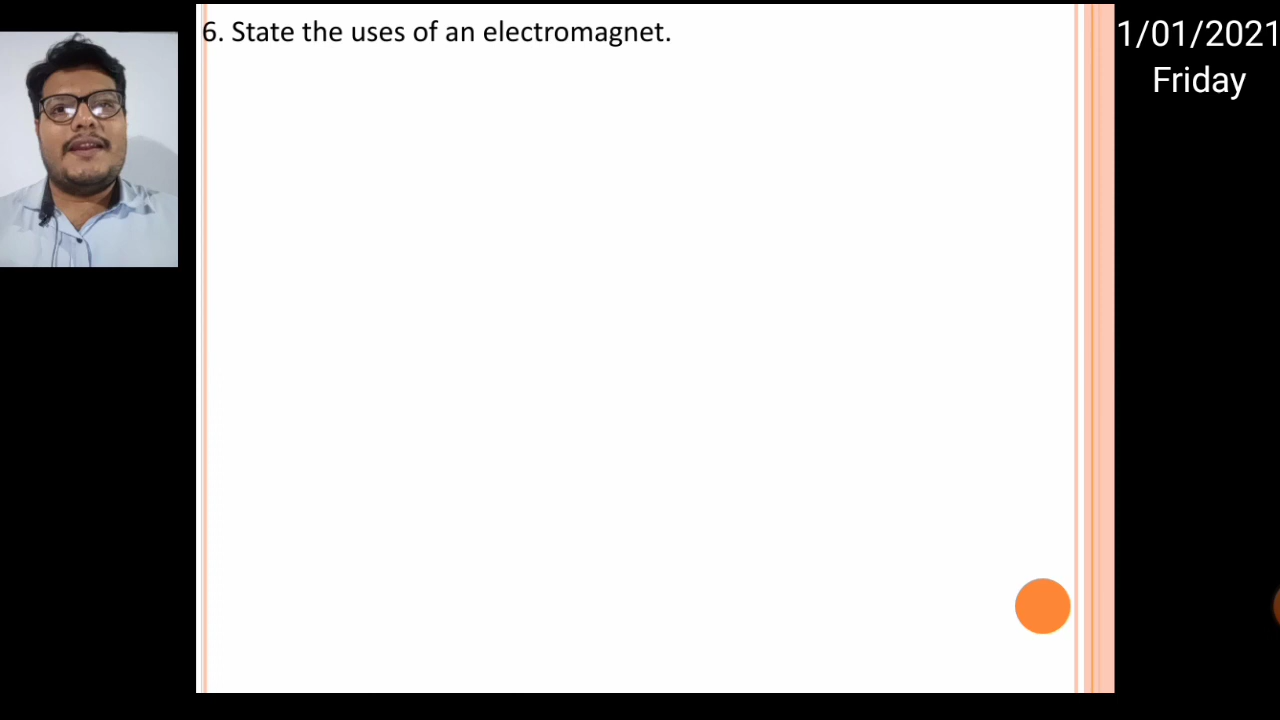 6. State the uses of an electromagnet.
1/01/2021
Friday